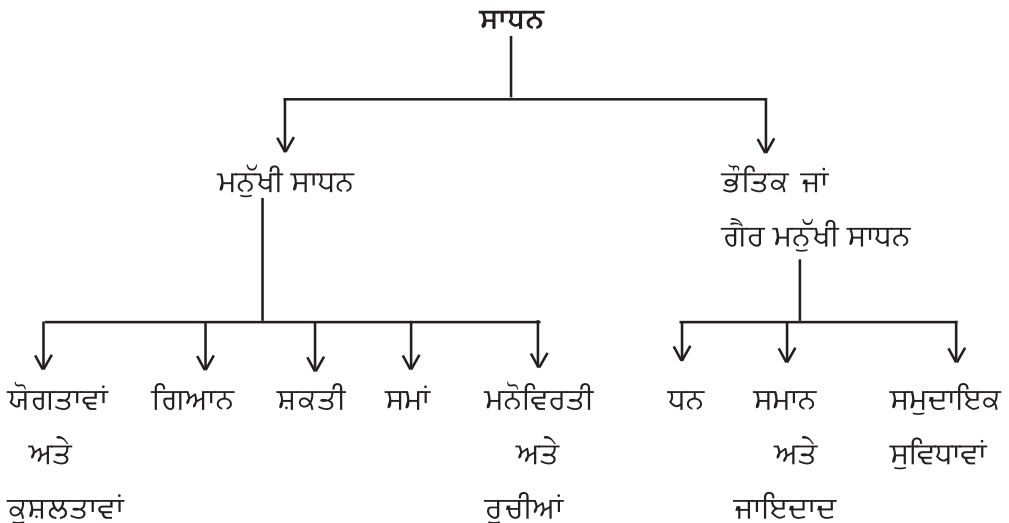 ਸਾਧਨ
ਮਨੁੱਖੀ ਸਾਧਨ
ਭੌਤਿਕ ਜਾਂ
ਗੈਰ ਮਨੁੱਖੀ ਸਾਧਨ
ਯੋਗਤਾਵਾਂ
ਅਤੇ
ਕੁਸ਼ਲਤਾਵਾਂ
ਗਿਆਨ
ਸ਼ਕਤੀ
ਸਮਾਂ
ਮਨੋਵਿਰਤੀ
ਅਤੇ
ਰੁਚੀਆਂ
ਧਨ
ਸਮਾਨ
ਅਤੇ
ਜਾਇਦਾਦ
ਸਮੁਦਾਇਕ
ਸੁਵਿਧਾਵਾਂ